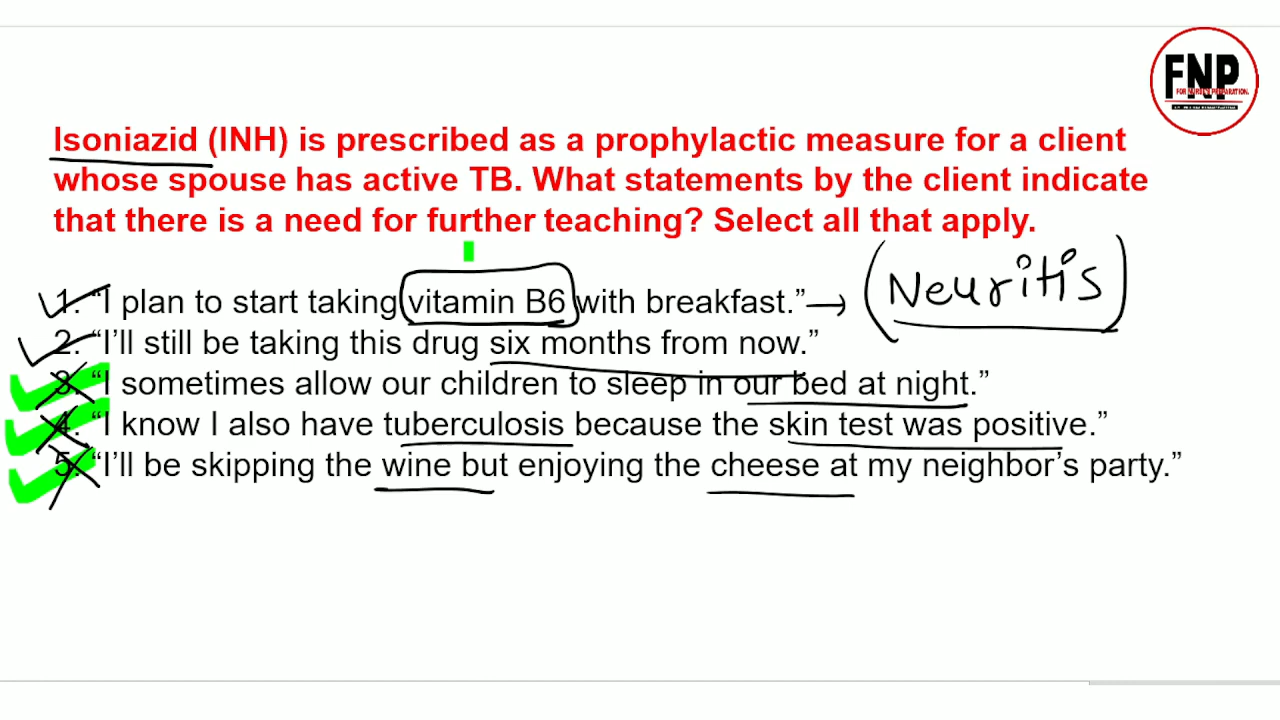 FNP
FOR NURSE'S PREPARATION.
Isoniazid (INH) is prescribed as a prophylactic measure for a client
whose spouse has active TB. What statements by the client indicate
that there is a need for further teaching? Select all that apply.
1. “I plan to start taking vitamin B6 with breakfast.” → (Neuritis)
2. “I’ll still be taking this drug six months from now.”
3. “I sometimes allow our children to sleep in our bed at night.”
4. “I know I also have tuberculosis because the skin test was positive.”
5. “I’ll be skipping the wine but enjoying the cheese at my neighbor’s party.”